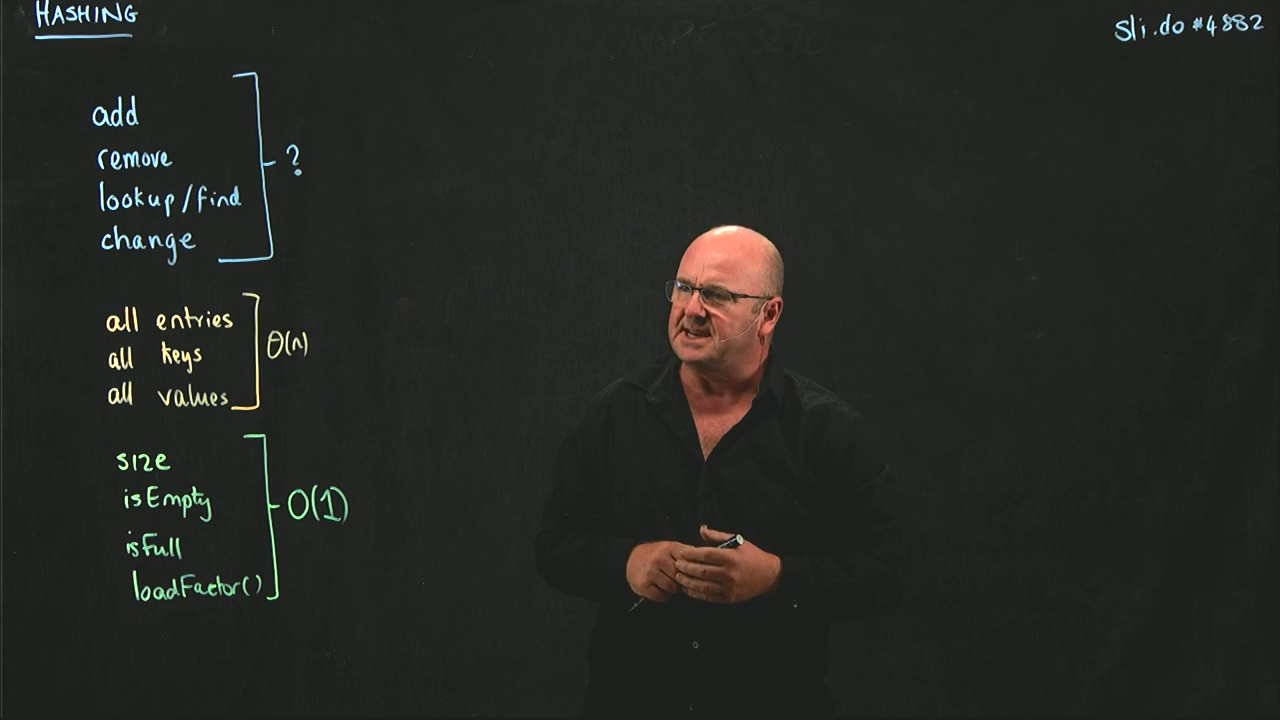 HASHING
Sli.do #4882
add
remove
lookup/find
change
?
all entries
all keys
all values
θ(n)
size
isEmpty
isFull
loadFactor()
O(1)